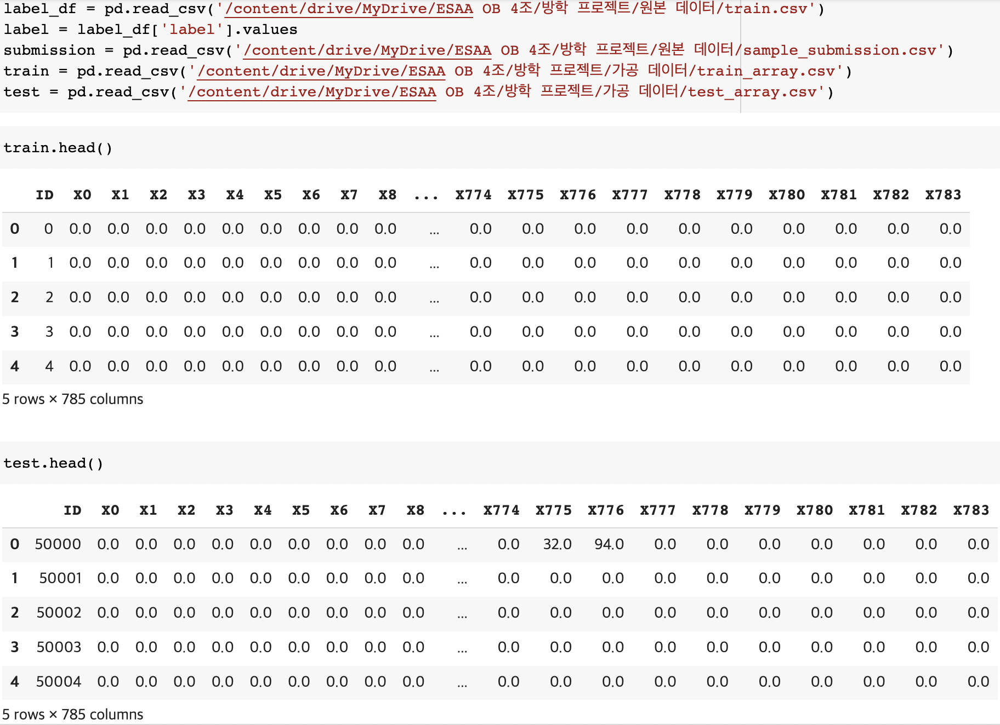 label_df = pd.read_csv('/content/drive/MyDrive/ESAA OB 4조/방학 프로젝트/원본 데이터/train.csv')
label = label_df['label'].values
submission = pd.read_csv('/content/drive/MyDrive/ESAA OB 4조/방학 프로젝트/원본 데이터/sample_submission.csv')
train = pd.read_csv('/content/drive/MyDrive/ESAA OB 4조/방학 프로젝트/가공 데이터/train_array.csv')
test = pd.read_csv('/content/drive/MyDrive/ESAA OB 4조/방학 프로젝트/가공 데이터/test_array.csv')
train.head()
ID X0 X1 X2 X3 X4 X5 X6 X7 X8 ... X774 X775 X776 X777 X778 X779 X780 X781 X782 X783
0 0 0.0 0.0 0.0 0.0 0.0 0.0 0.0 0.0 0.0 ... 0.0 0.0 0.0 0.0 0.0 0.0 0.0 0.0 0.0 0.0
1 1 0.0 0.0 0.0 0.0 0.0 0.0 0.0 0.0 0.0 ... 0.0 0.0 0.0 0.0 0.0 0.0 0.0 0.0 0.0 0.0
2 2 0.0 0.0 0.0 0.0 0.0 0.0 0.0 0.0 0.0 ... 0.0 0.0 0.0 0.0 0.0 0.0 0.0 0.0 0.0 0.0
3 3 0.0 0.0 0.0 0.0 0.0 0.0 0.0 0.0 0.0 ... 0.0 0.0 0.0 0.0 0.0 0.0 0.0 0.0 0.0 0.0
4 4 0.0 0.0 0.0 0.0 0.0 0.0 0.0 0.0 0.0 ... 0.0 0.0 0.0 0.0 0.0 0.0 0.0 0.0 0.0 0.0
5 rows × 785 columns
test.head()
ID X0 X1 X2 X3 X4 X5 X6 X7 X8 ... X774 X775 X776 X777 X778 X779 X780 X781 X782 X783
0 50000 0.0 0.0 0.0 0.0 0.0 0.0 0.0 0.0 0.0 ... 0.0 32.0 94.0 0.0 0.0 0.0 0.0 0.0 0.0 0.0
1 50001 0.0 0.0 0.0 0.0 0.0 0.0 0.0 0.0 0.0 ... 0.0 0.0 0.0 0.0 0.0 0.0 0.0 0.0 0.0 0.0
2 50002 0.0 0.0 0.0 0.0 0.0 0.0 0.0 0.0 0.0 ... 0.0 0.0 0.0 0.0 0.0 0.0 0.0 0.0 0.0 0.0
3 50003 0.0 0.0 0.0 0.0 0.0 0.0 0.0 0.0 0.0 ... 0.0 0.0 0.0 0.0 0.0 0.0 0.0 0.0 0.0 0.0
4 50004 0.0 0.0 0.0 0.0 0.0 0.0 0.0 0.0 0.0 ... 0.0 0.0 0.0 0.0 0.0 0.0 0.0 0.0 0.0 0.0
5 rows × 785 columns